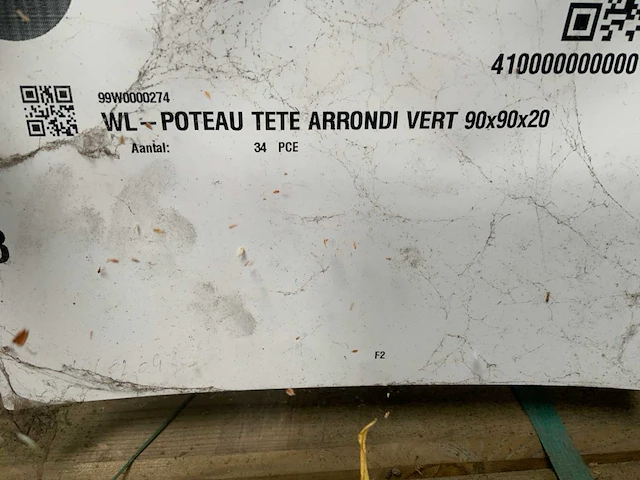 410000000000
99W0000274
WL-POTEAU TETE ARRONDI VERT 90x90x20
Aantal: 34 PCE
F2